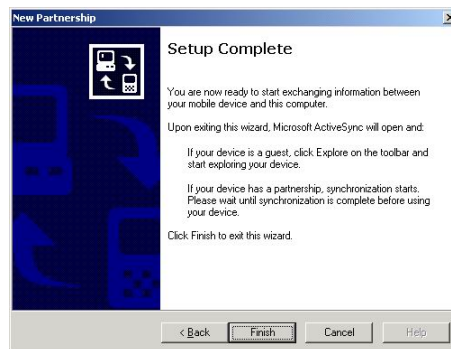 New Partnership
Setup Complete
You are now ready to start exchanging information between
your mobile device and this computer.
Upon exiting this wizard, Microsoft ActiveSync will open and:
If your device is a guest, click Explore on the toolbar and
start exploring your device.
If your device has a partnership, synchronization starts.
Please wait until synchronization is complete before using
your device.
Click Finish to exit this wizard.
< Back Finish Cancel Help